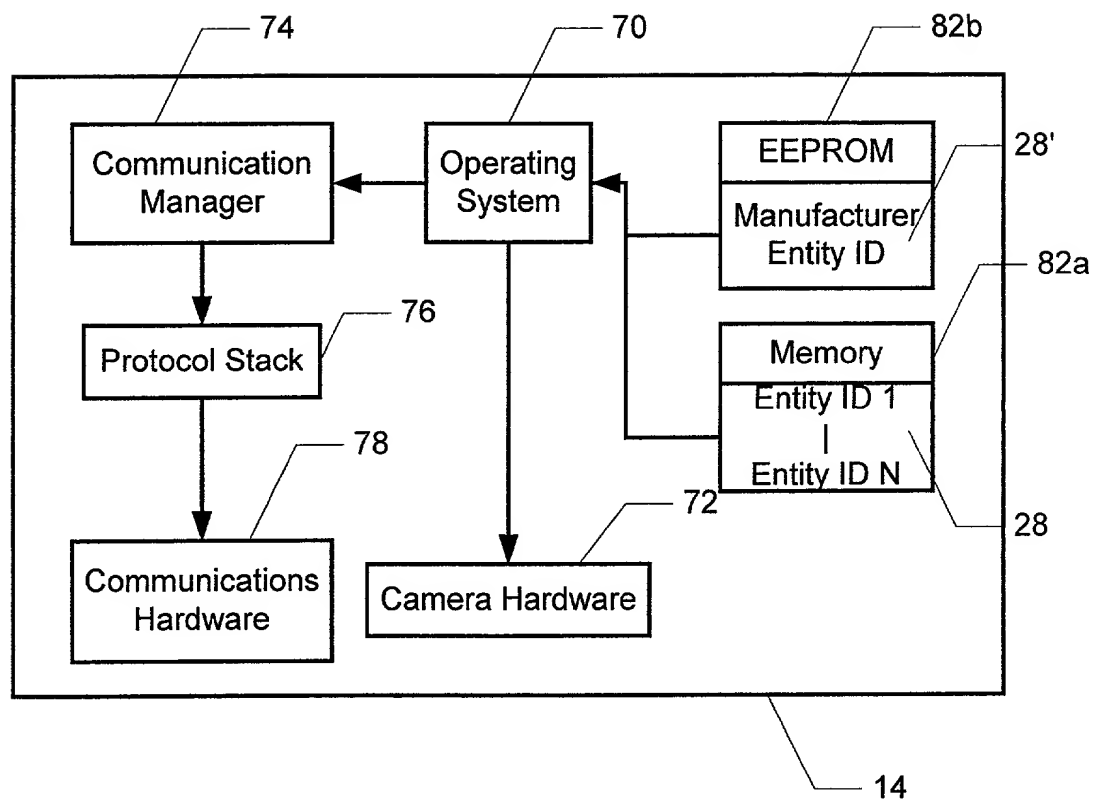 74
70
82b
Communication
Manager
Operating
System
EEPROM
28'
Manufacturer
Entity ID
82a
76
Protocol Stack
Memory
Entity ID 1
|
Entity ID N
78
72
28
Communications
Hardware
Camera Hardware
14